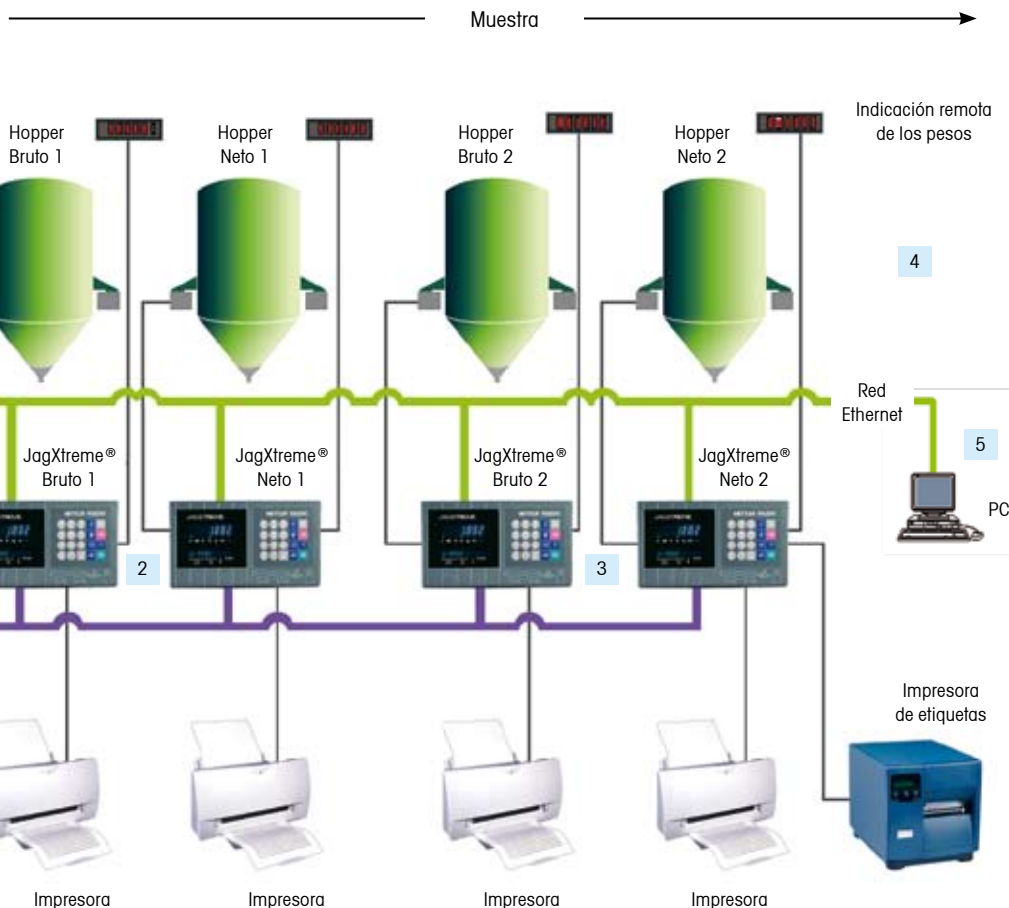 Muestra
Indicación remota
de los pesos
Hopper
Bruto 1
Hopper
Neto 1
Hopper
Bruto 2
Hopper
Neto 2
4
Red
Ethernet
5
PC
JagXtreme®
Bruto 1
JagXtreme®
Neto 1
JagXtreme®
Bruto 2
JagXtreme®
Neto 2
2
3
Impresora
de etiquetas
Impresora
Impresora
Impresora
Impresora